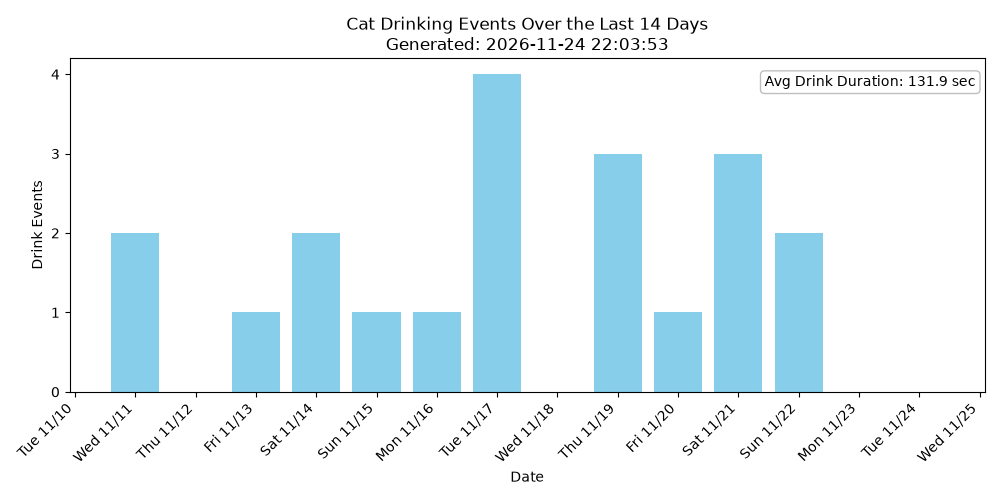 Cat Drinking Events Over the Last 14 Days
Generated: 2026-11-24 22:03:53
Avg Drink Duration: 131.9 sec
Drink Events
4
3
2
1
0
Tue 11/10
Wed 11/11
Thu 11/12
Fri 11/13
Sat 11/14
Sun 11/15
Mon 11/16
Tue 11/17
Wed 11/18
Thu 11/19
Fri 11/20
Sat 11/21
Sun 11/22
Mon 11/23
Tue 11/24
Wed 11/25
Date